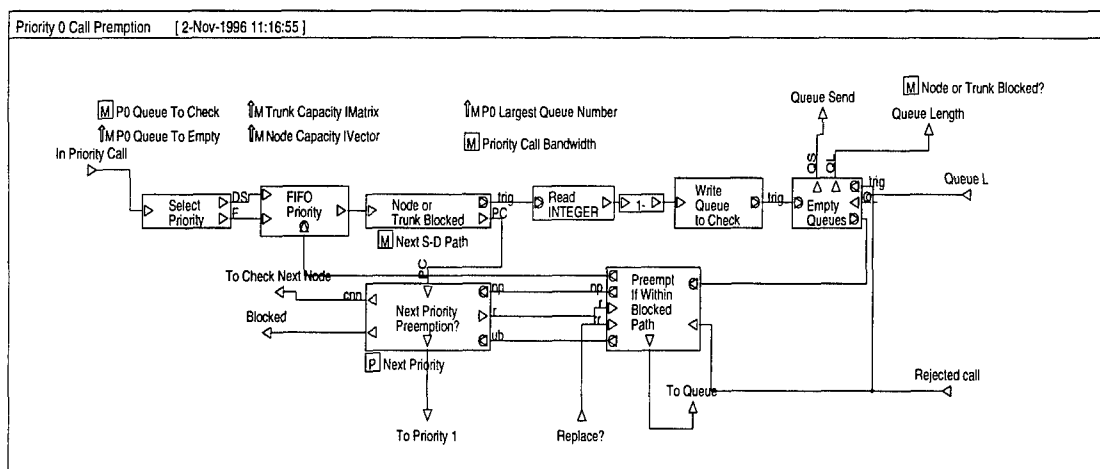 Priority 0 Call Premption [ 2-Nov-1996 11:16:55 ]
M P0 Queue To Check
⇑M Trunk Capacity IMatrix
⇑M P0 Largest Queue Number
M Node or Trunk Blocked?
⇑M P0 Queue To Empty
⇑M Node Capacity IVector
M Priority Call Bandwidth
Queue Send
Queue Length
In Priority Call
QS
QL
Select
Priority
DS
F
FIFO
Priority
Node or
Trunk Blocked
trig
PC
Read
INTEGER
1-
Write
Queue
to Check
trig
Empty
Queues
trig
Queue L
M Next S-D Path
To Check Next Node
cnn
Blocked
PC
Next Priority
Preemption?
np
r
ub
np
r
rr
Preempt
If Within
Blocked
Path
P Next Priority
To Priority 1
Replace?
To Queue
Rejected call